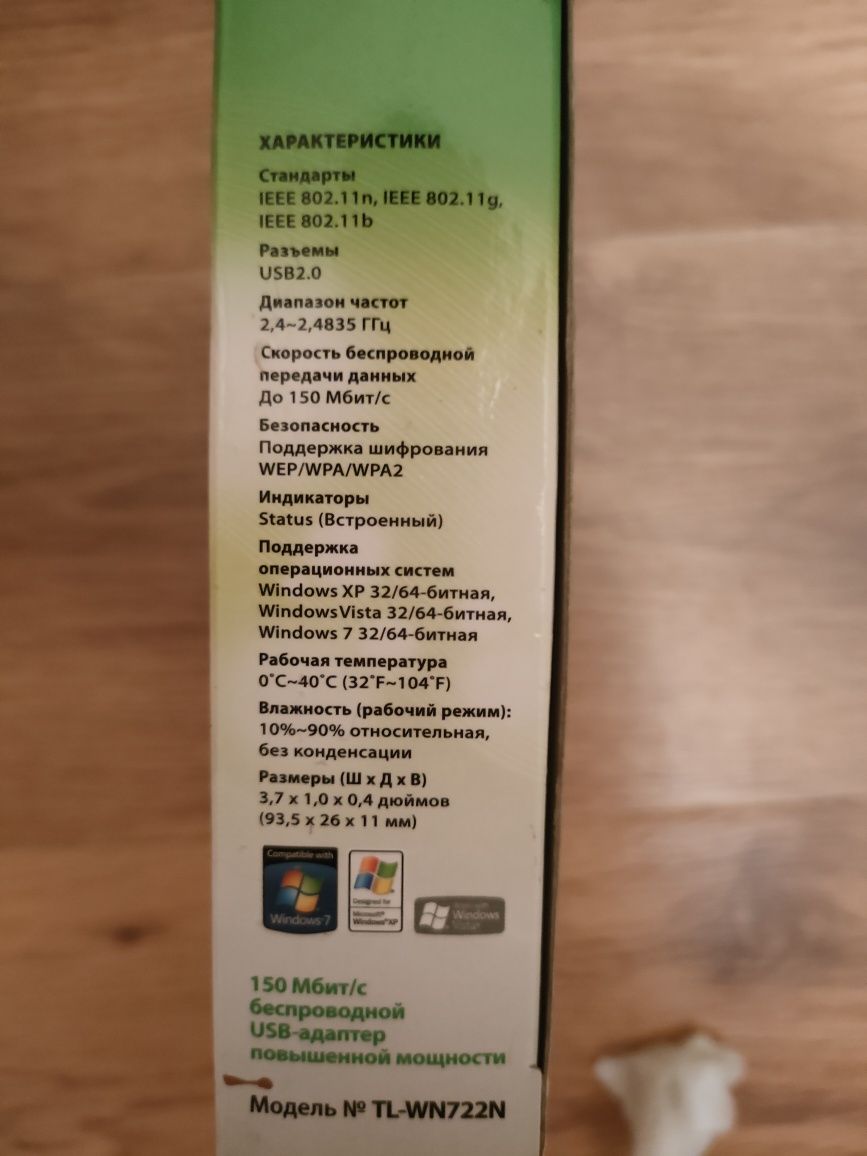 ХАРАКТЕРИСТИКИ
Стандарты
IEEE 802.11n, IEEE 802.11g,
IEEE 802.11b
Разъемы
USB2.0
Диапазон частот
2,4~2,4835 ГГц
Скорость беспроводной
передачи данных
До 150 Мбит/с
Безопасность
Поддержка шифрования
WEP/WPA/WPA2
Индикаторы
Status (Встроенный)
Поддержка
операционных систем
Windows XP 32/64-битная,
WindowsVista 32/64-битная,
Windows 7 32/64-битная
Рабочая температура
0˚C~40˚C (32˚F~104˚F)
Влажность (рабочий режим):
10%~90% относительная,
без конденсации
Размеры (Ш x Д x В)
3,7 x 1,0 x 0,4 дюймов
(93,5 x 26 x 11 мм)
Compatible with
Windows 7
Designed for
Microsoft®
Windows®XP
Windows
150 Мбит/с
беспроводной
USB-адаптер
повышенной мощности
Модель № TL-WN722N